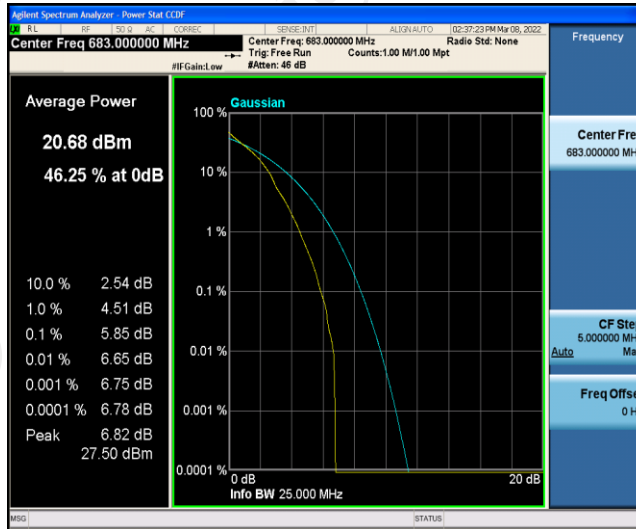 Agilent Spectrum Analyzer - Power Stat CCDF
RL RF 50 Ω AC CORREC SENSE:INT ALIGN AUTO 02:37:23 PM Mar 08, 2022
Center Freq 683.000000 MHz
Center Freq: 683.000000 MHz Radio Std: None
Trig: Free Run Counts:1.00 M/1.00 Mpt
#IFGain:Low #Atten: 46 dB
Frequency
Average Power
20.68 dBm
46.25 % at 0dB
10.0 % 2.54 dB
1.0 % 4.51 dB
0.1 % 5.85 dB
0.01 % 6.65 dB
0.001 % 6.75 dB
0.0001 % 6.78 dB
Peak 6.82 dB
27.50 dBm
Gaussian
100 %
10 %
1 %
0.1 %
0.01 %
0.001 %
0.0001 %
0 dB 20 dB
Info BW 25.000 MHz
Center Fre
683.000000 MH
CF Ste
5.000000 MH
Auto Ma
Freq Offse
0 H
MSG STATUS